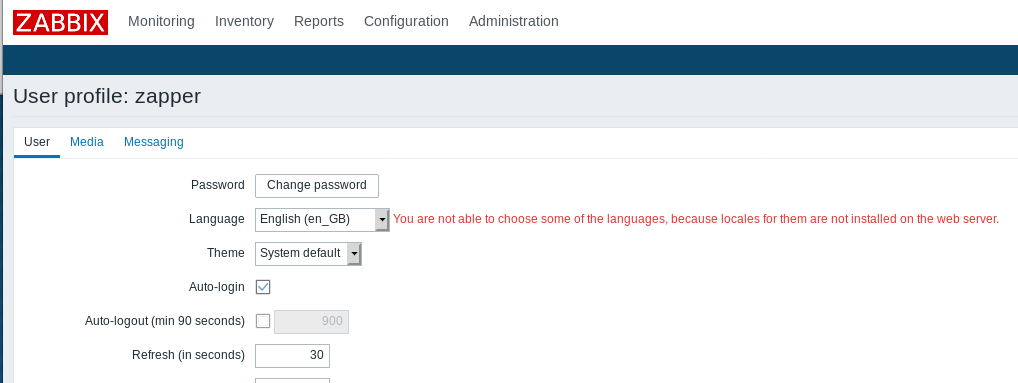 ZABBIX Monitoring Inventory Reports Configuration Administration
User profile: zapper
User Media Messaging
Password Change password
Language English (en_GB) You are not able to choose some of the languages, because locales for them are not installed on the web server.
Theme System default
Auto-login
Auto-logout (min 90 seconds) 900
Refresh (in seconds) 30